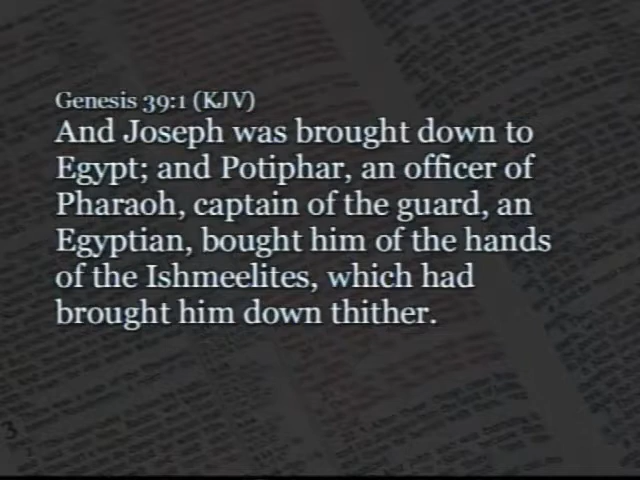 Genesis 39:1 (KJV)
And Joseph was brought down to
Egypt; and Potiphar, an officer of
Pharaoh, captain of the guard, an
Egyptian, bought him of the hands
of the Ishmeelites, which had
brought him down thither.
3